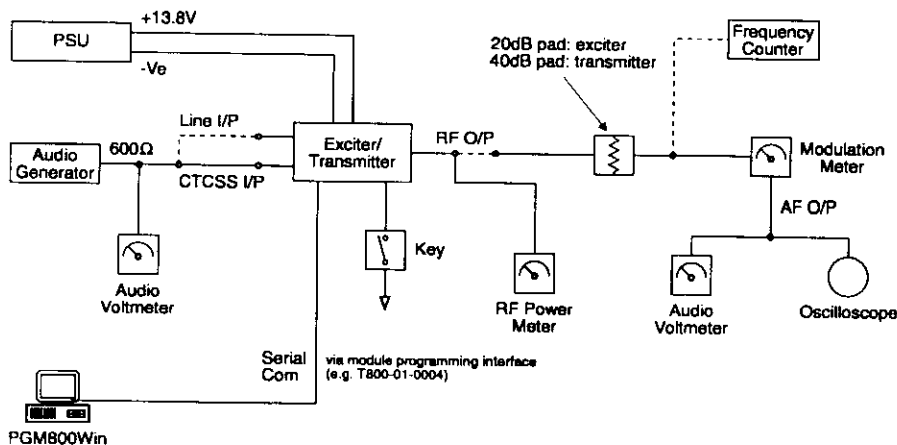 +13.8V
PSU
-Ve
20dB pad: exciter
40dB pad: transmitter
Frequency
Counter
Line I/P
Audio
Generator
600Ω
CTCSS I/P
Exciter/
Transmitter
RF O/P
Modulation
Meter
AF O/P
Key
Audio
Voltmeter
RF Power
Meter
Audio
Voltmeter
Oscilloscope
Serial
Com
via module programming interface
(e.g. T800-01-0004)
PGM800Win